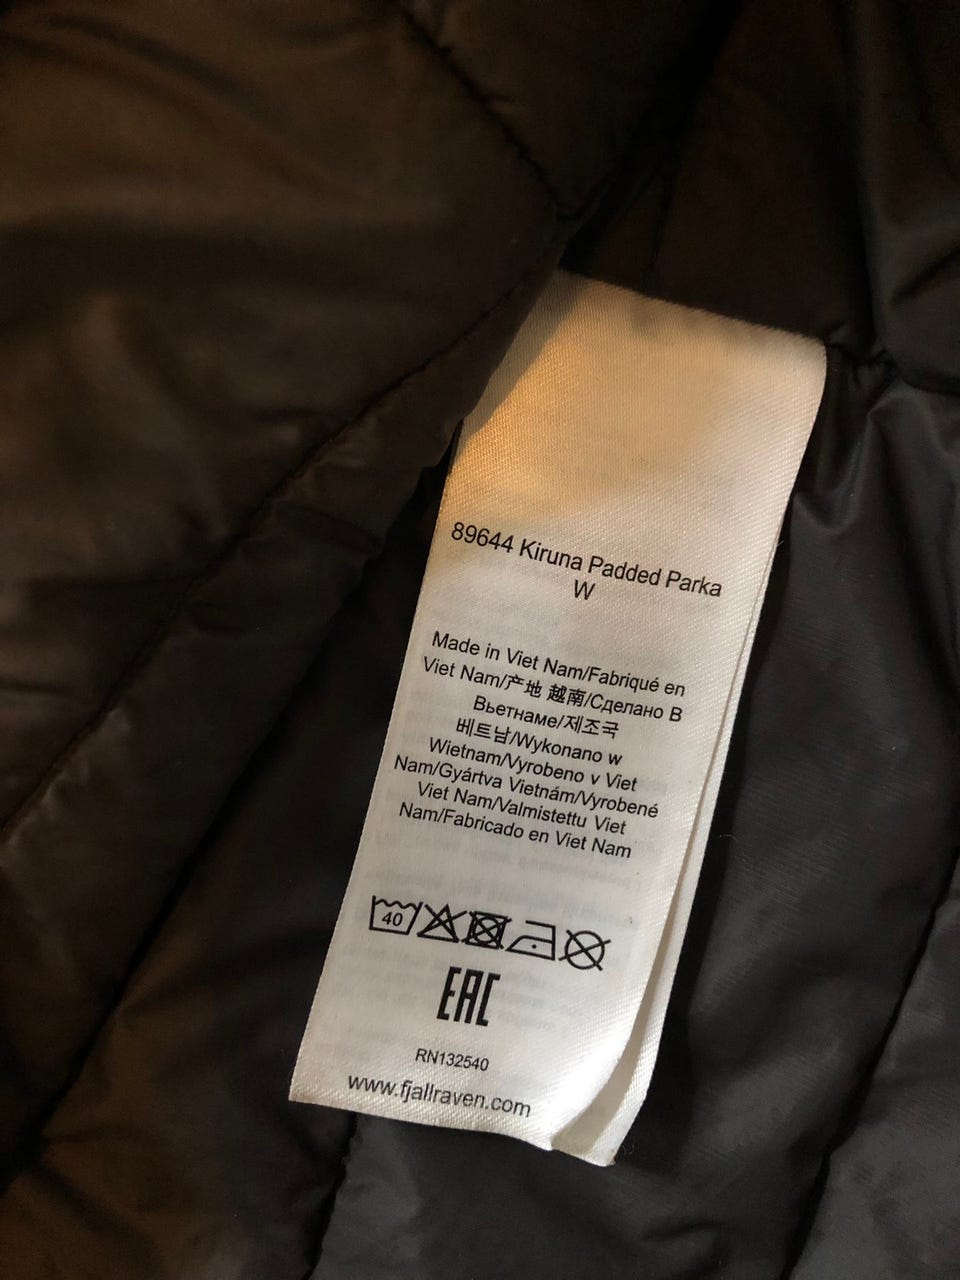 89644 Kiruna Padded Parka
W
Made in Viet Nam/Fabriqué en
Viet Nam/产地 越南/Сделано В
Вьетнаме/제조국
베트남/Wykonano w
Wietnam/Vyrobeno v Viet
Nam/Gyártva Vietnám/Vyrobené
Viet Nam/Valmistettu Viet
Nam/Fabricado en Viet Nam
40
EAC
RN132540
www.fjallraven.com